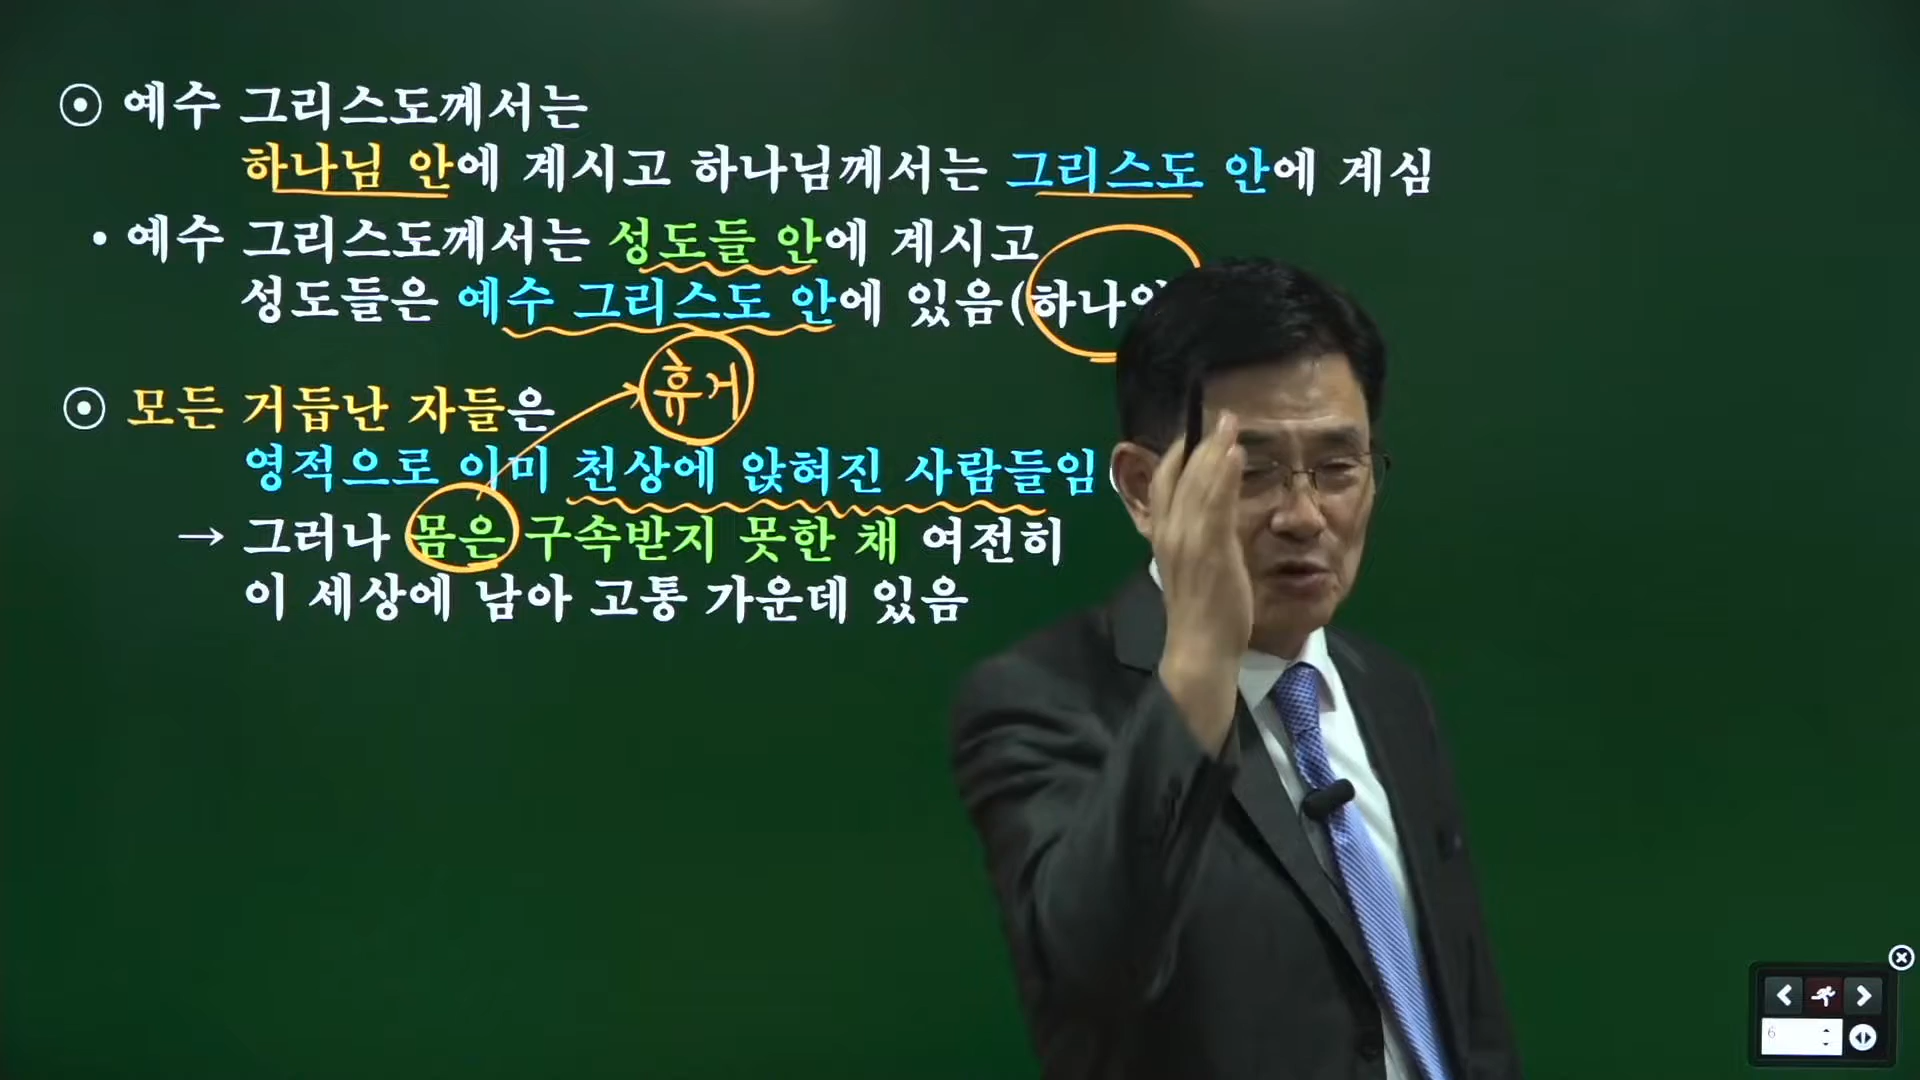 ⊙ 예수 그리스도께서는
하나님 안에 계시고 하나님께서는 그리스도 안에 계심
• 예수 그리스도께서는 성도들 안에 계시고
성도들은 예수 그리스도 안에 있음(
휴거
⊙ 모든 거듭난 자들은
영적으로 이미 천상에 앉혀진 사람들임
→ 그러나 몸은 구속받지 못한 채 여전히
이 세상에 남아 고통 가운데 있음
6